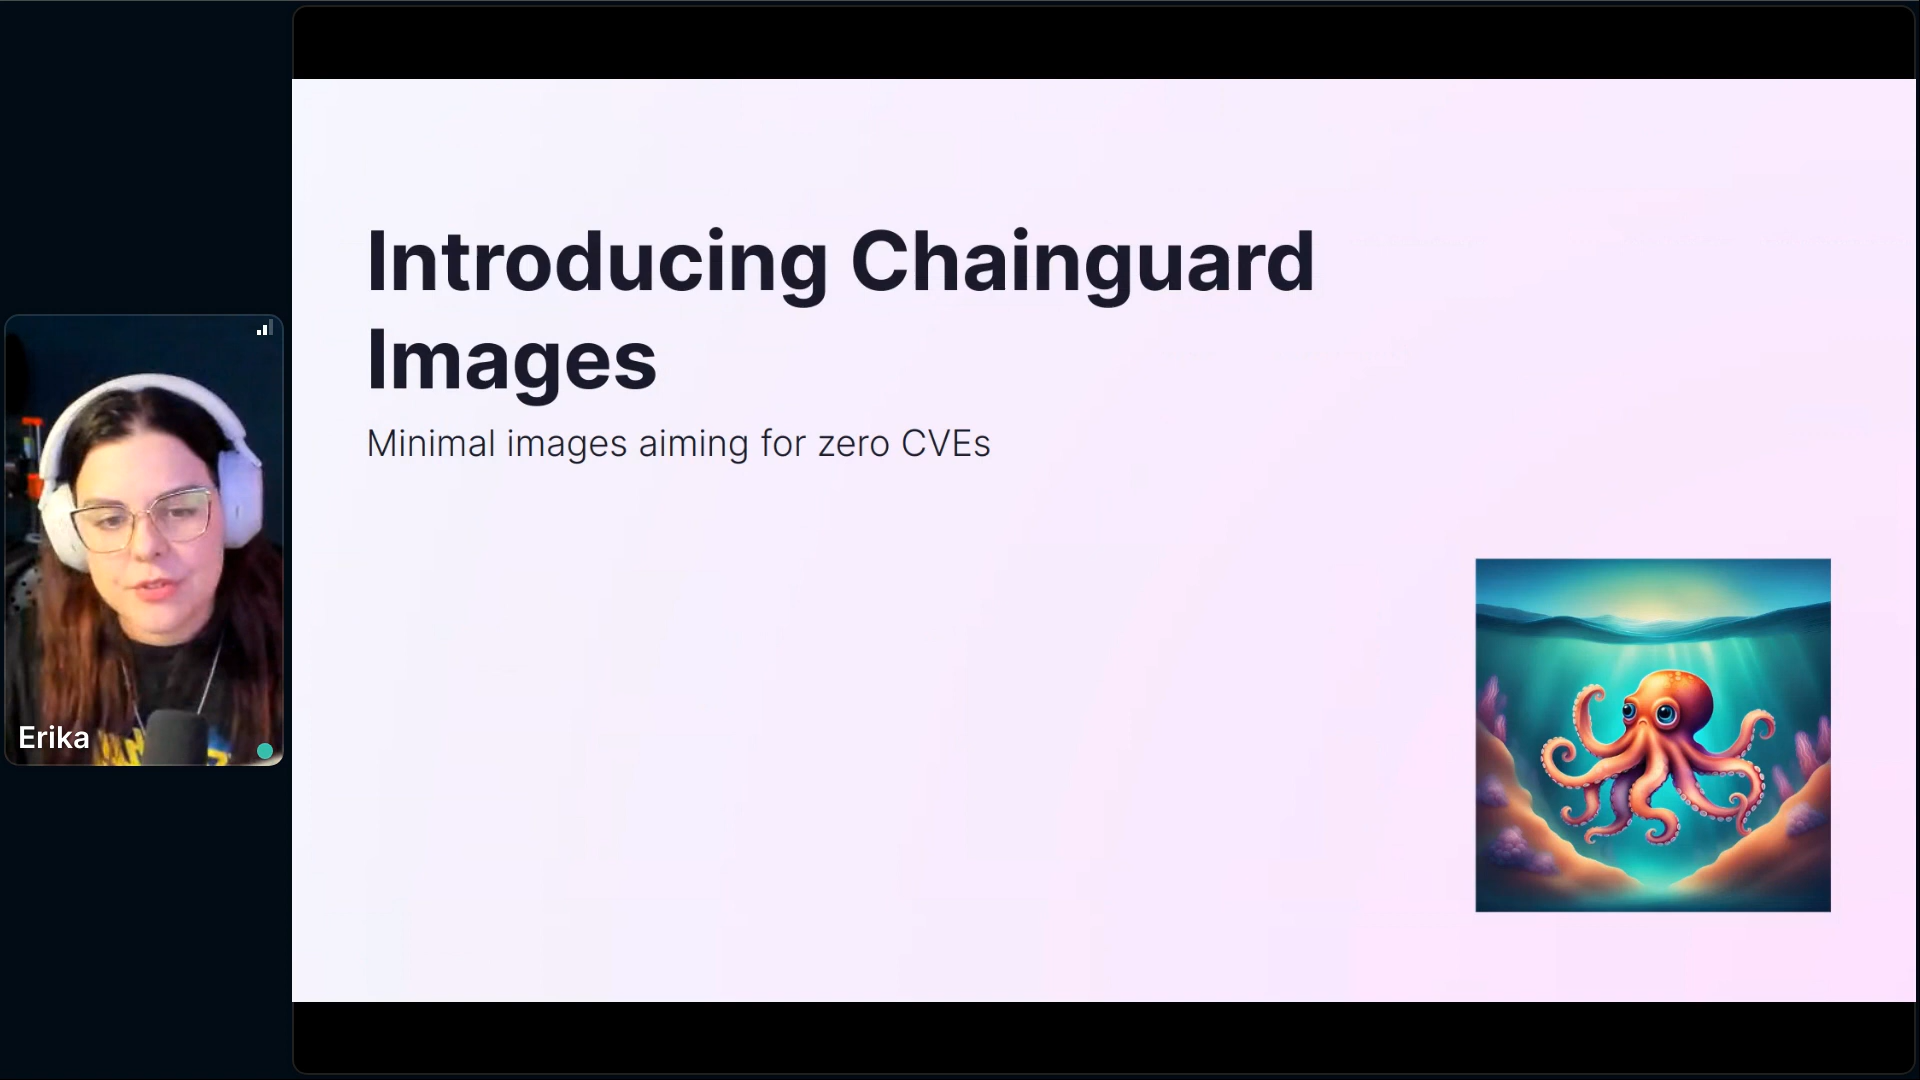 Introducing Chainguard
Images
Minimal images aiming for zero CVEs
Erika